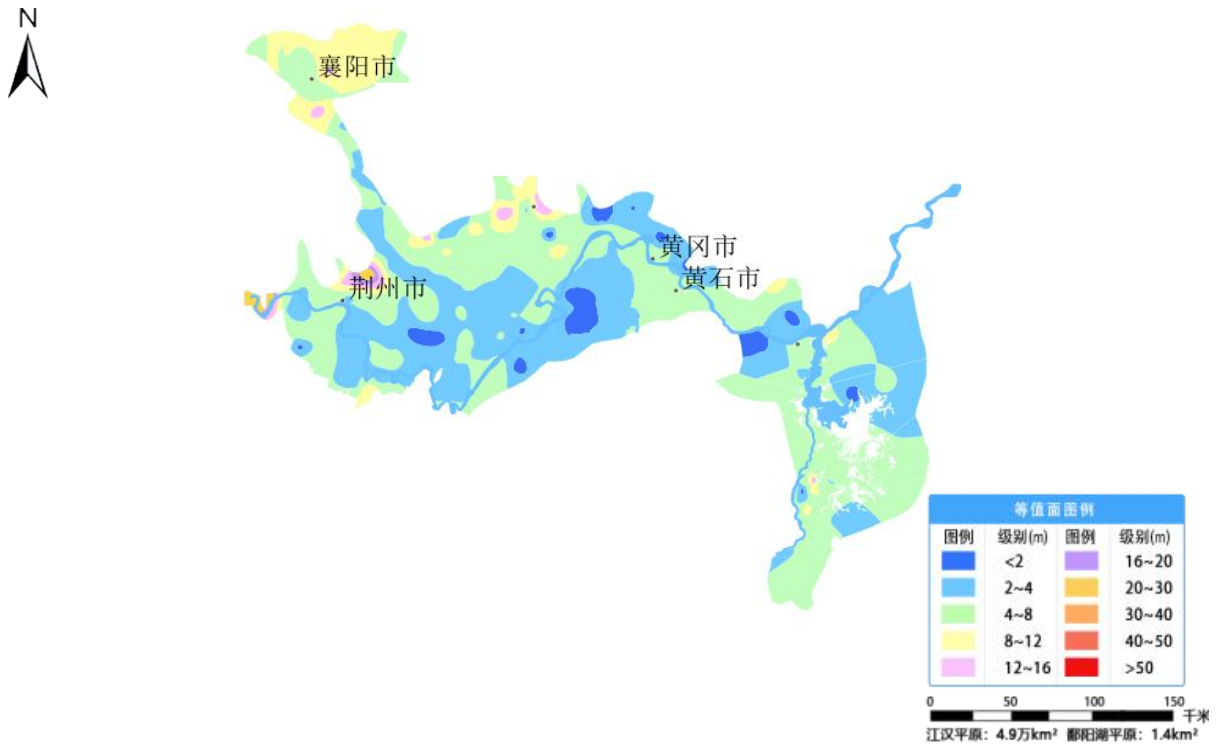 N
襄阳市
黄冈市
黄石市
荆州市
等值面图例
图例 级别(m) 图例 级别(m)
<2 16~20
2~4 20~30
4~8 30~40
8~12 40~50
12~16 >50
0 50 100 150
千米
江汉平原：4.9万km² 鄱阳湖平原：1.4km²